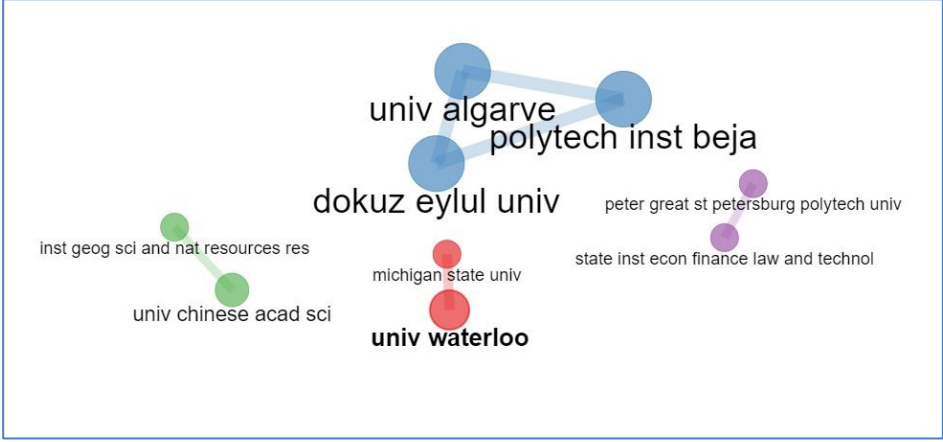 univ algarve
polytech inst beja
dokuz eylul univ
peter great st petersburg polytech univ
inst geog sci and nat resources res
state inst econ finance law and technol
michigan state univ
univ chinese acad sci
univ waterloo